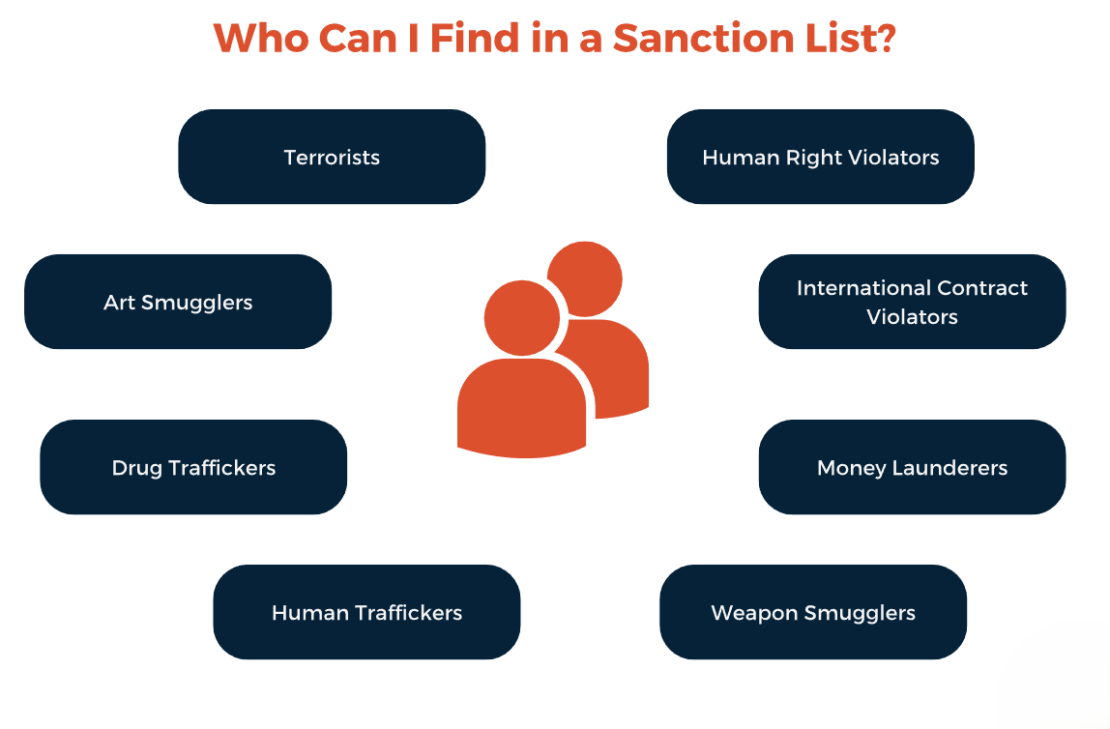 Who Can I Find in a Sanction List?
Terrorists
Human Right Violators
Art Smugglers
International Contract
Violators
Drug Traffickers
Money Launderers
Human Traffickers
Weapon Smugglers